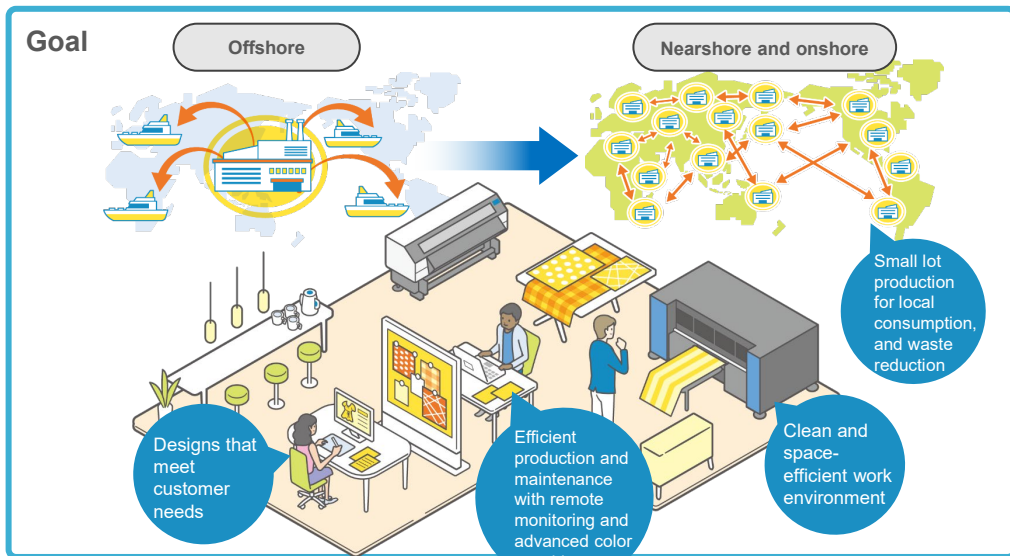 Goal
Offshore
Nearshore and onshore
Small lot
production
for local
consumption,
and waste
reduction
Designs that
meet
customer
needs
Efficient
production and
maintenance
with remote
monitoring and
advanced color
Clean and
space-
efficient work
environment